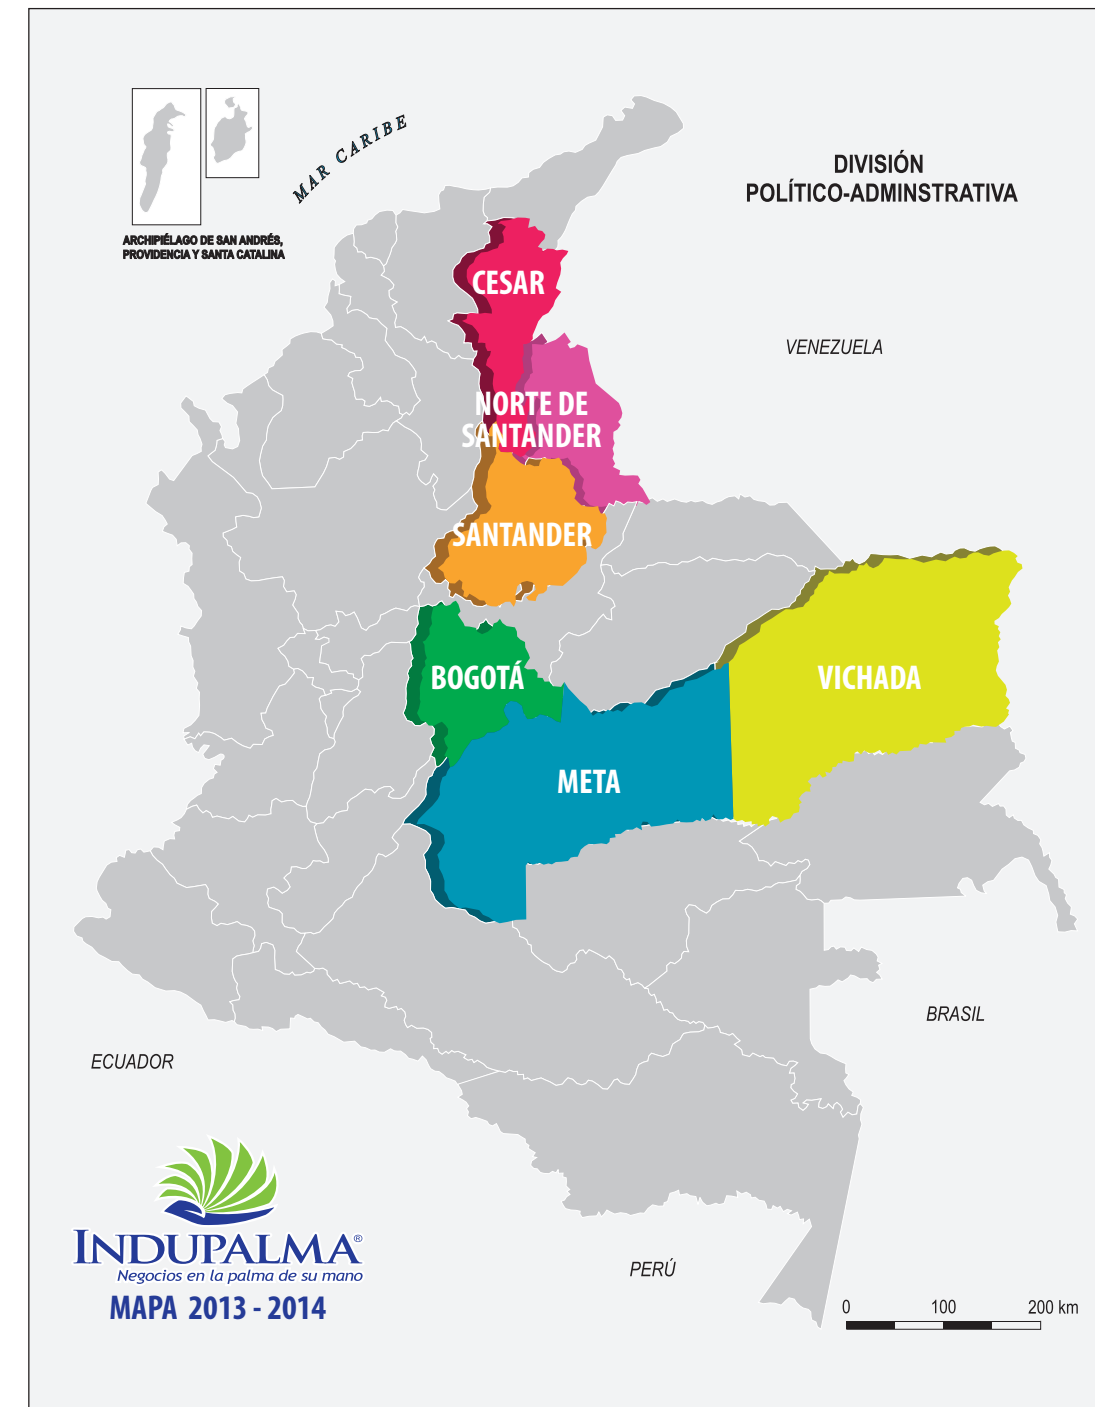 MAR CARIBE
DIVISIÓN
POLÍTICO-ADMINSTRATIVA
ARCHIPIÉLAGO DE SAN ANDRÉS,
PROVIDENCIA Y SANTA CATALINA
CESAR
VENEZUELA
NORTE DE
SANTANDER
SANTANDER
BOGOTÁ
VICHADA
META
BRASIL
ECUADOR
INDUPALMA®
Negocios en la palma de su mano
MAPA 2013 - 2014
PERÚ
0 100 200 km